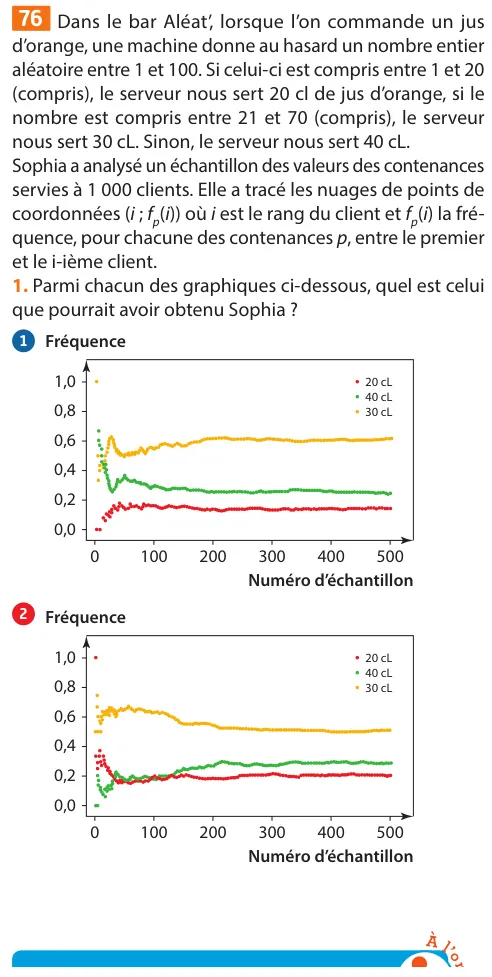 76 Dans le bar Aléat’, lorsque l’on commande un jus
d’orange, une machine donne au hasard un nombre entier
aléatoire entre 1 et 100. Si celui-ci est compris entre 1 et 20
(compris), le serveur nous sert 20 cl de jus d’orange, si le
nombre est compris entre 21 et 70 (compris), le serveur
nous sert 30 cL. Sinon, le serveur nous sert 40 cL.
Sophia a analysé un échantillon des valeurs des contenances
servies à 1 000 clients. Elle a tracé les nuages de points de
coordonnées (i ; fp(i)) où i est le rang du client et fp(i) la fré-
quence, pour chacune des contenances p, entre le premier
et le i-ième client.
1. Parmi chacun des graphiques ci-dessous, quel est celui
que pourrait avoir obtenu Sophia ?
1 Fréquence
1,0
0,8
0,6
0,4
0,2
0,0
20 cL
40 cL
30 cL
0 100 200 300 400 500
Numéro d’échantillon
2 Fréquence
1,0
0,8
0,6
0,4
0,2
0,0
20 cL
40 cL
30 cL
0 100 200 300 400 500
Numéro d’échantillon
À l’or